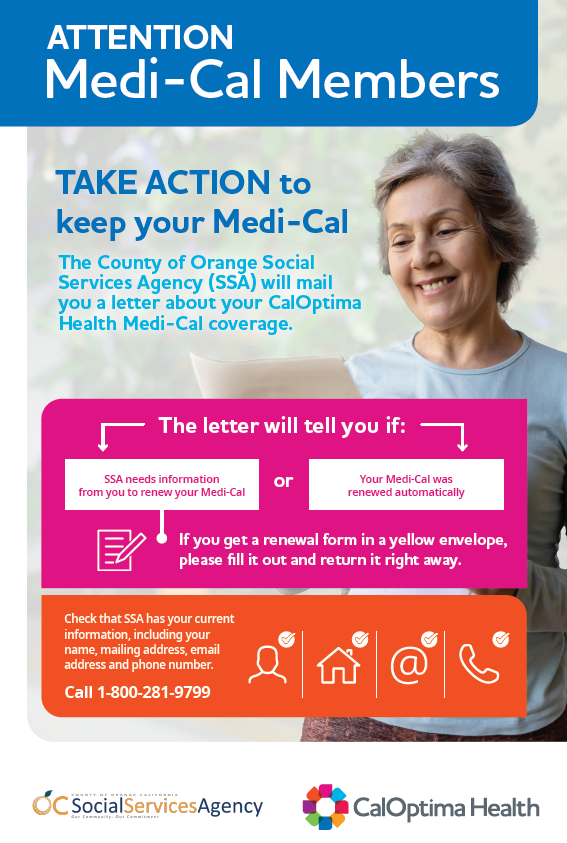 ATTENTION
Medi-Cal Members
TAKE ACTION to
keep your Medi-Cal
The County of Orange Social
Services Agency (SSA) will mail
you a letter about your CalOptima
Health Medi-Cal coverage.
The letter will tell you if:
SSA needs information
from you to renew your Medi-Cal
or
Your Medi-Cal was
renewed automatically
If you get a renewal form in a yellow envelope,
please fill it out and return it right away.
Check that SSA has your current
information, including your
name, mailing address, email
address and phone number.
Call 1-800-281-9799
@
COUNTY OF ORANGE CALIFORNIA
OC SocialServicesAgency
Our Community. Our Commitment
CalOptima Health